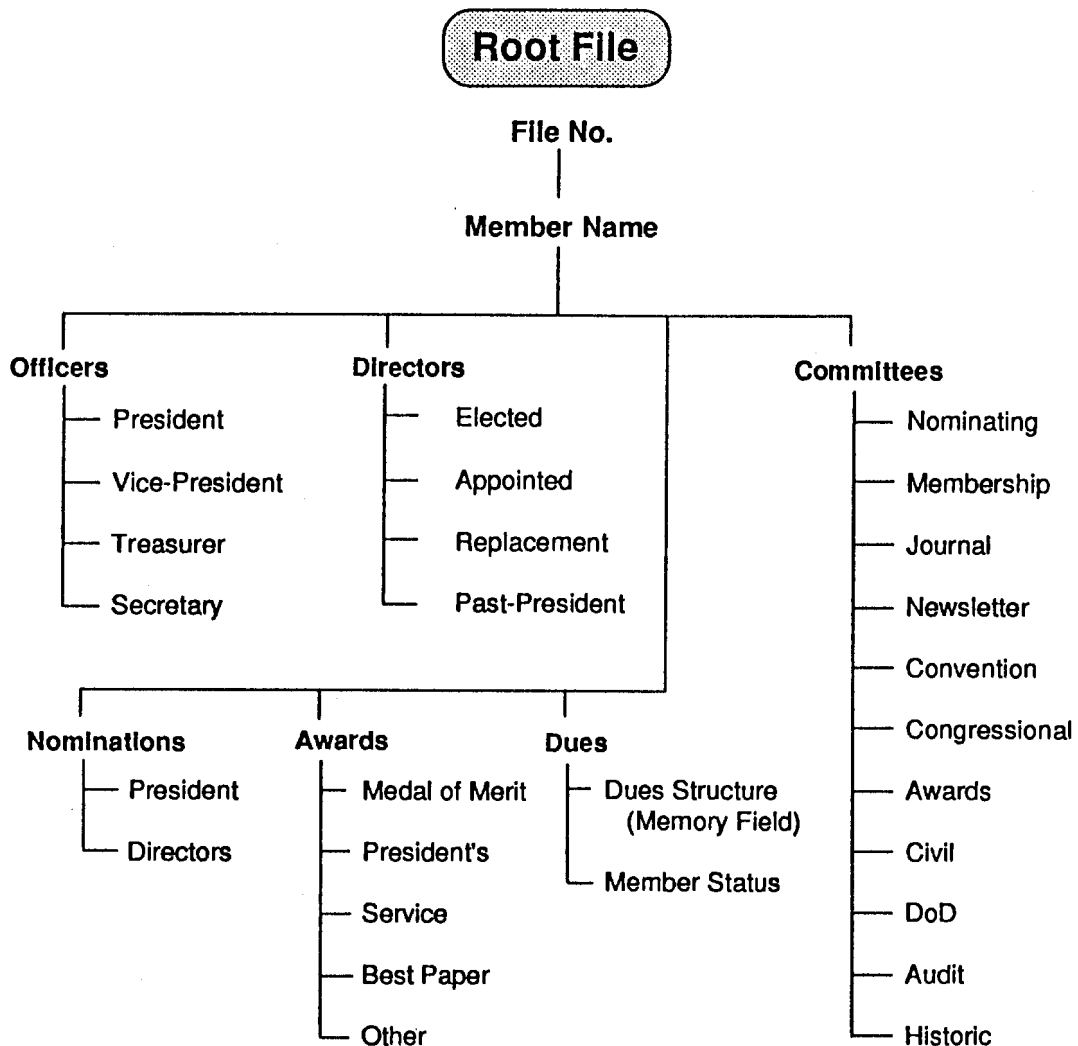 Root File
File No.
Member Name
Officers
President
Vice-President
Treasurer
Secretary
Directors
Elected
Appointed
Replacement
Past-President
Committees
Nominating
Membership
Journal
Newsletter
Convention
Congressional
Awards
Civil
DoD
Audit
Historic
Nominations
President
Directors
Awards
Medal of Merit
President's
Service
Best Paper
Other
Dues
Dues Structure
(Memory Field)
Member Status